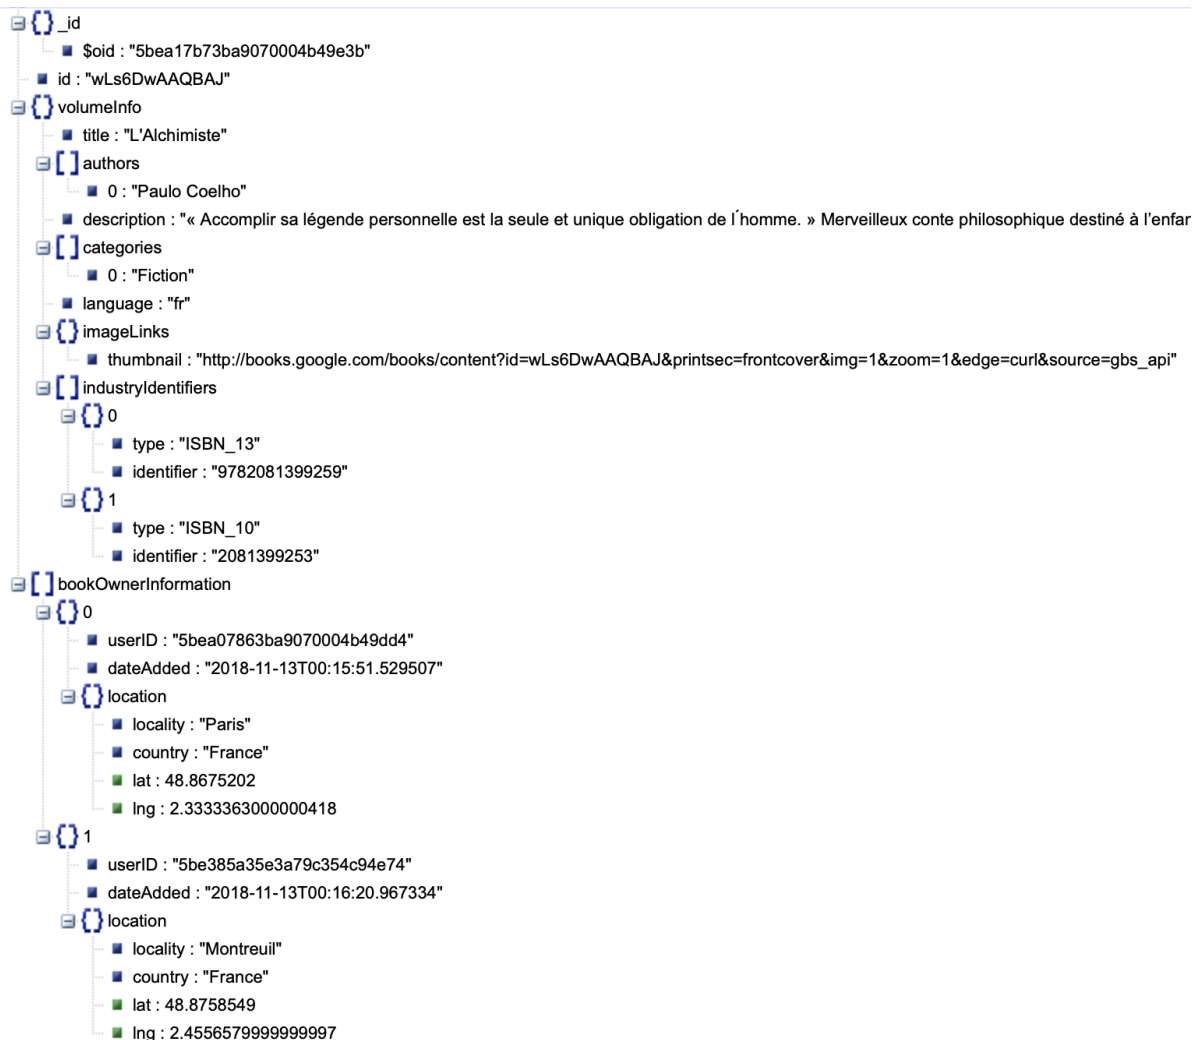 _id
$oid : "5bea17b73ba9070004b49e3b"
id : "wLs6DwAAQBAJ"
volumeInfo
title : "L'Alchimiste"
authors
0 : "Paulo Coelho"
description : "« Accomplir sa légende personnelle est la seule et unique obligation de l´homme. » Merveilleux conte philosophique destiné à l'enfan
categories
0 : "Fiction"
language : "fr"
imageLinks
thumbnail : "http://books.google.com/books/content?id=wLs6DwAAQBAJ&printsec=frontcover&img=1&zoom=1&edge=curl&source=gbs_api"
industryIdentifiers
0
type : "ISBN_13"
identifier : "9782081399259"
1
type : "ISBN_10"
identifier : "2081399253"
bookOwnerInformation
0
userID : "5bea07863ba9070004b49dd4"
dateAdded : "2018-11-13T00:15:51.529507"
location
locality : "Paris"
country : "France"
lat : 48.8675202
lng : 2.3333363000000418
1
userID : "5be385a35e3a79c354c94e74"
dateAdded : "2018-11-13T00:16:20.967334"
location
locality : "Montreuil"
country : "France"
lat : 48.8758549
lng : 2.4556579999999997